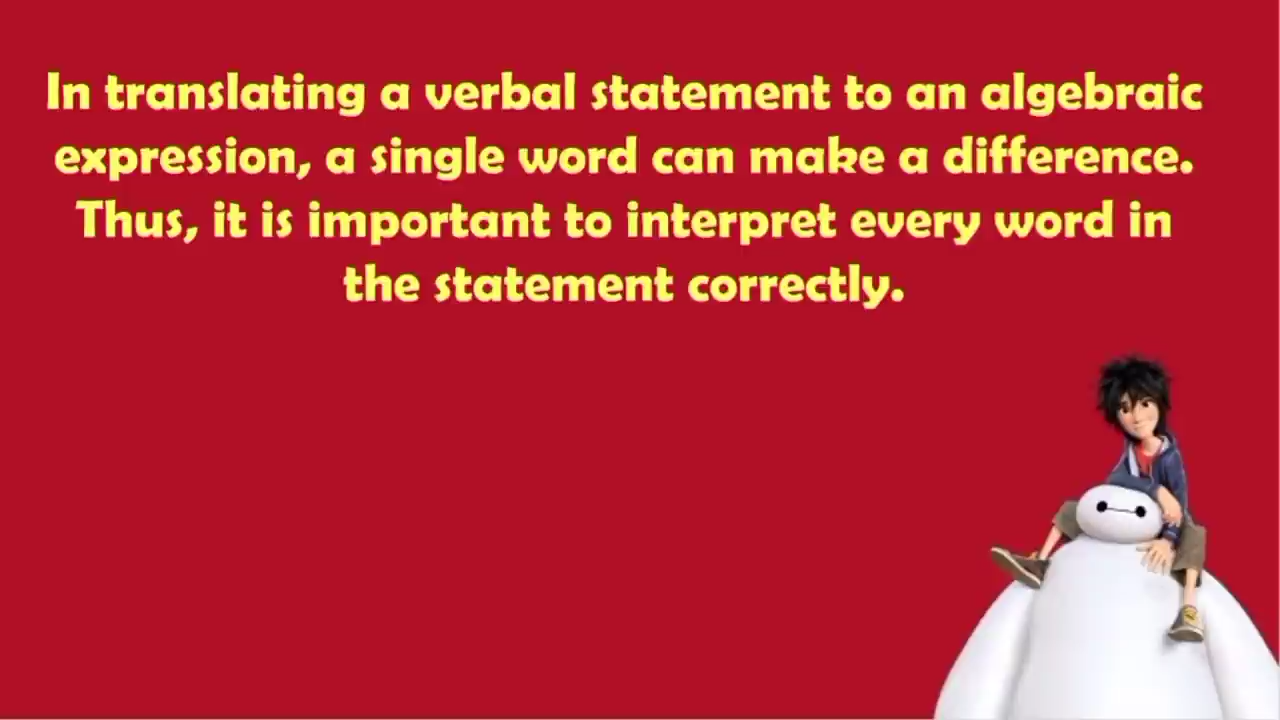 In translating a verbal statement to an algebraic
expression, a single word can make a difference.
Thus, it is important to interpret every word in
the statement correctly.